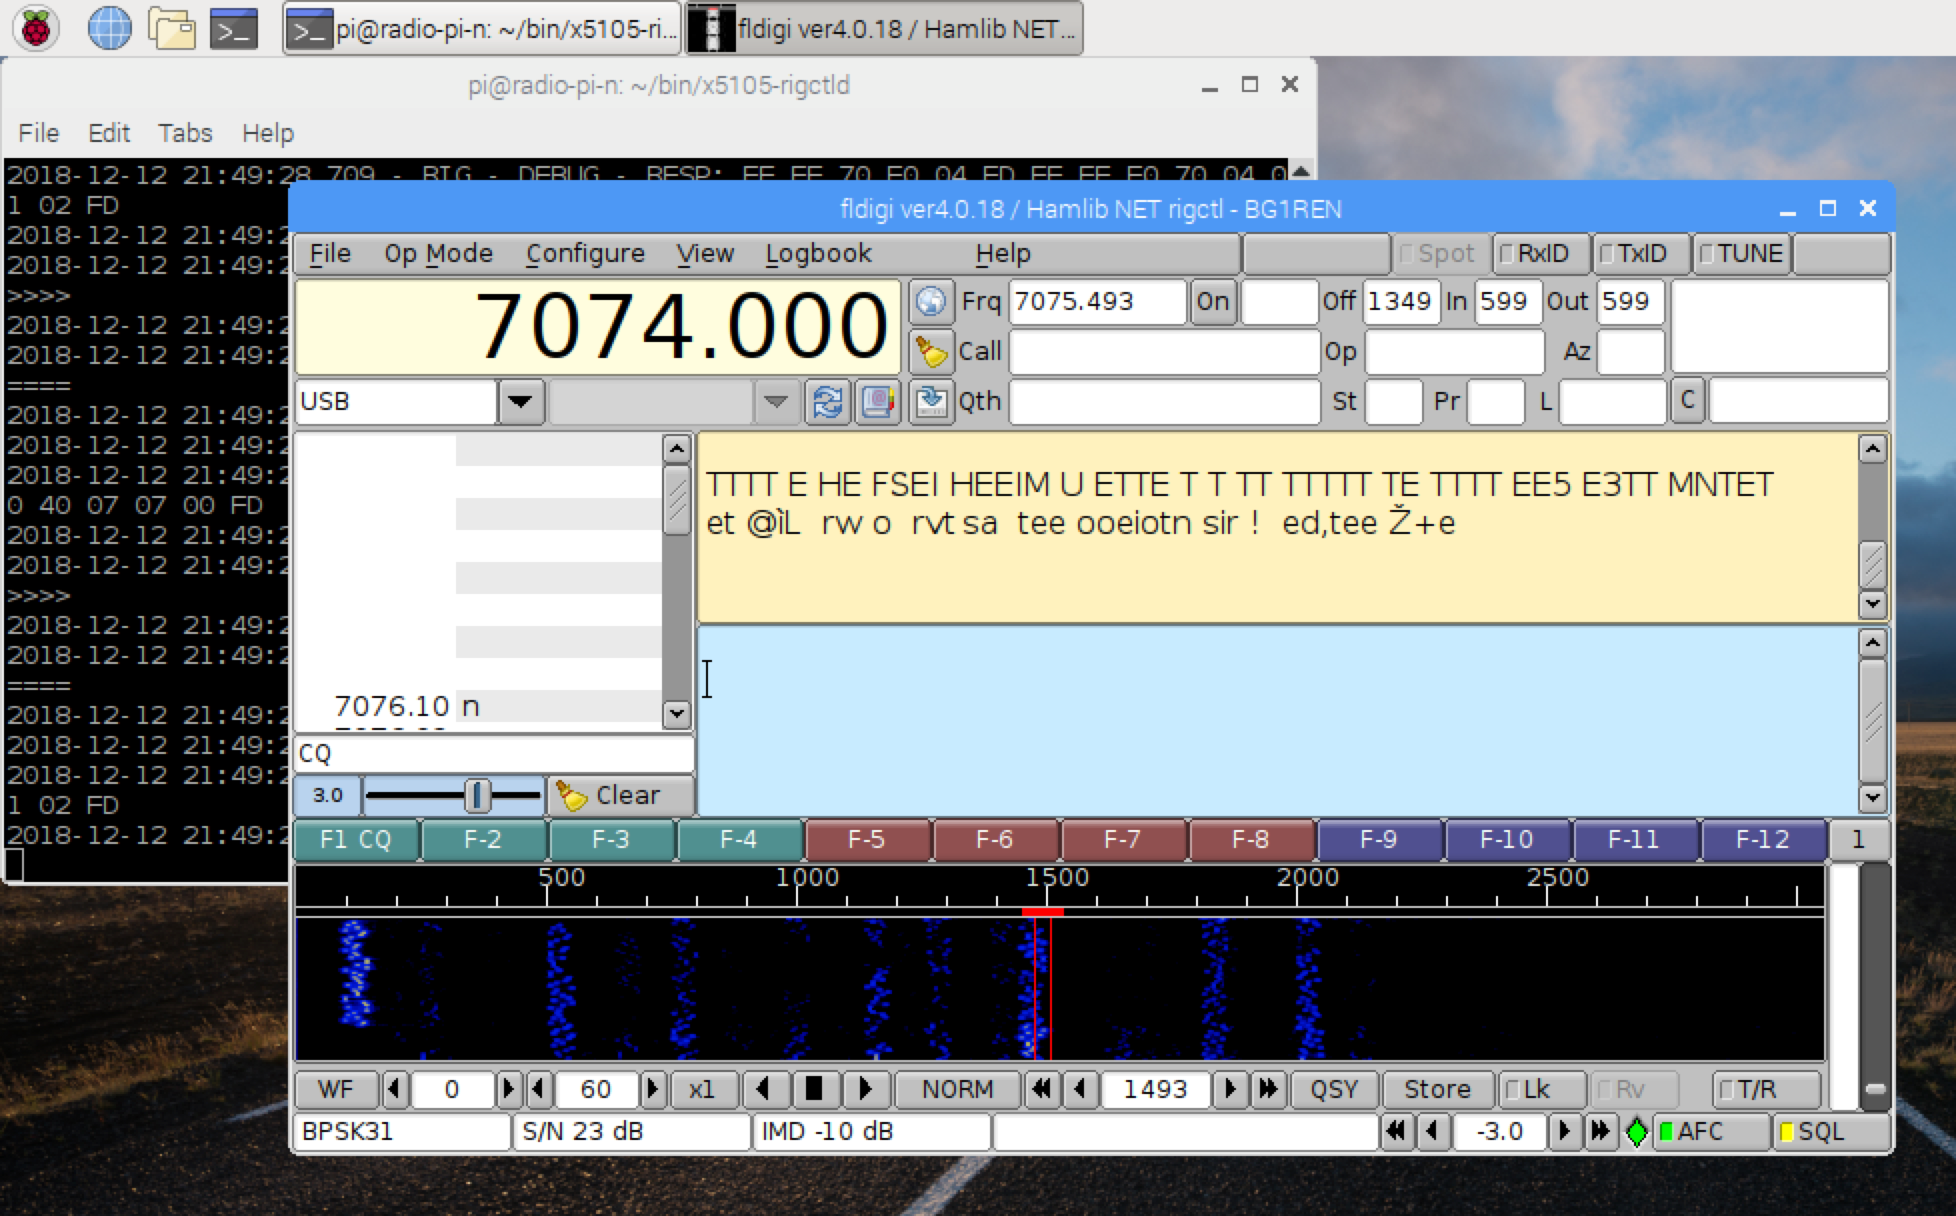 pi@radio-pi-n: ~/bin/x5105-ri... fldigi ver4.0.18 / Hamlib NET...
pi@radio-pi-n: ~/bin/x5105-rigctld
File Edit Tabs Help
2018-12-12 21:49:28,709 - RIG - DEBUG - RESP: FE FE 70 E0 04 FD FE FE E0 70 04 0
1 02 FD
2018-12-12 21:49:2
2018-12-12 21:49:2
>>>>
2018-12-12 21:49:2
2018-12-12 21:49:2
====
2018-12-12 21:49:2
2018-12-12 21:49:2
2018-12-12 21:49:2
0 40 07 07 00 FD
2018-12-12 21:49:2
2018-12-12 21:49:2
>>>>
2018-12-12 21:49:2
2018-12-12 21:49:2
====
2018-12-12 21:49:2
2018-12-12 21:49:2
2018-12-12 21:49:2
1 02 FD
2018-12-12 21:49:2
fldigi ver4.0.18 / Hamlib NET rigctl - BG1REN
File Op Mode Configure View Logbook Help Spot RxID TxID TUNE
7074.000
Frq 7075.493 On Off 1349 In 599 Out 599
Call Op Az
USB
Qth St Pr L C
TTTT E HE FSEI HEEIM U ETTE T T TT TTTTT TE TTTT EE5 E3TT MNTET
et @ìL rw o rvt sa tee ooeiotn sir ! ed,tee Ž+e
7076.10 n
CQ
3.0 Clear
F1 CQ F-2 F-3 F-4 F-5 F-6 F-7 F-8 F-9 F-10 F-11 F-12 1
500 1000 1500 2000 2500
WF 0 60 x1 NORM 1493 QSY Store Lk Rv T/R
BPSK31 S/N 23 dB IMD -10 dB -3.0 AFC SQL